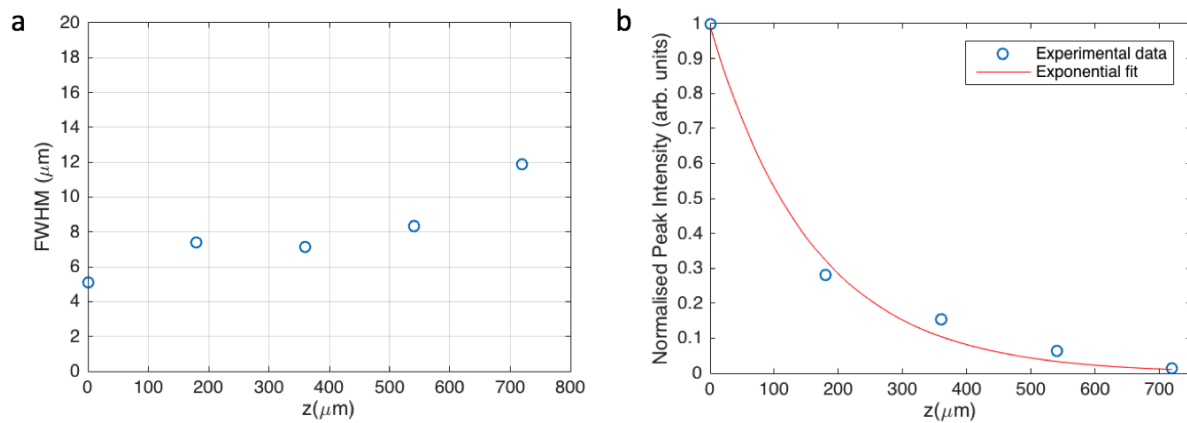 a
20
18
16
14
12
10
8
6
4
2
0
FWHM (μm)
0 100 200 300 400 500 600 700 800
z(μm)
b
1
0.9
0.8
0.7
0.6
0.5
0.4
0.3
0.2
0.1
0
Normalised Peak Intensity (arb. units)
Experimental data
Exponential fit
0 100 200 300 400 500 600 700
z(μm)